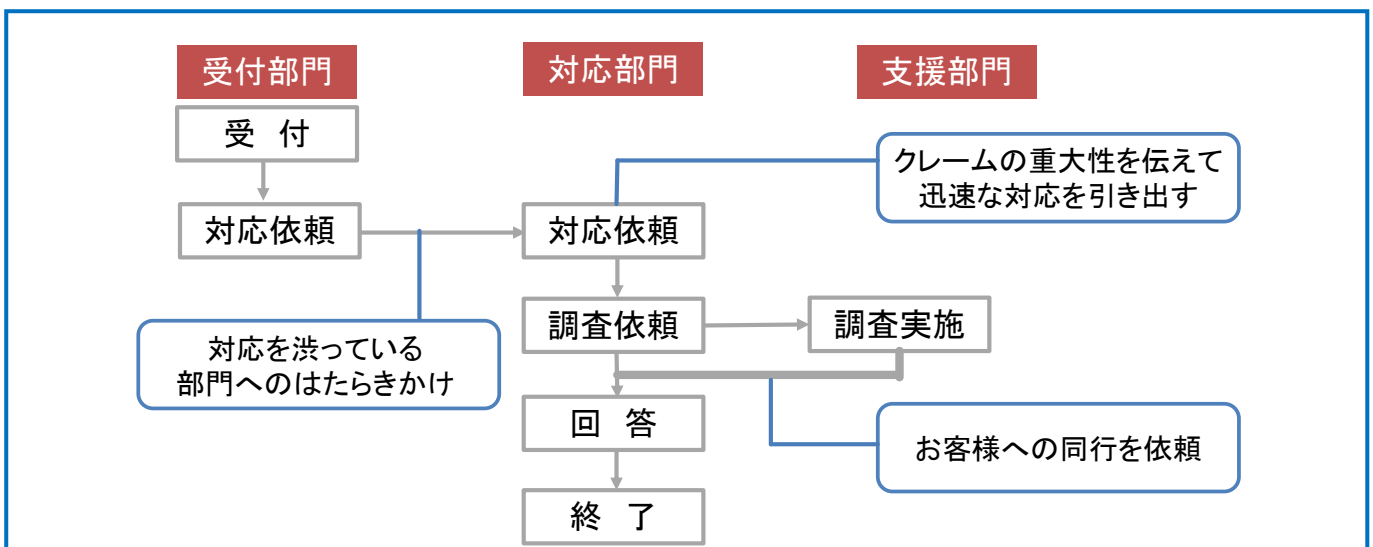 受付部門
対応部門
支援部門
受 付
クレームの重大性を伝えて
迅速な対応を引き出す
対応依頼
対応依頼
調査依頼
調査実施
対応を渋っている
部門へのはたらきかけ
回 答
お客様への同行を依頼
終 了